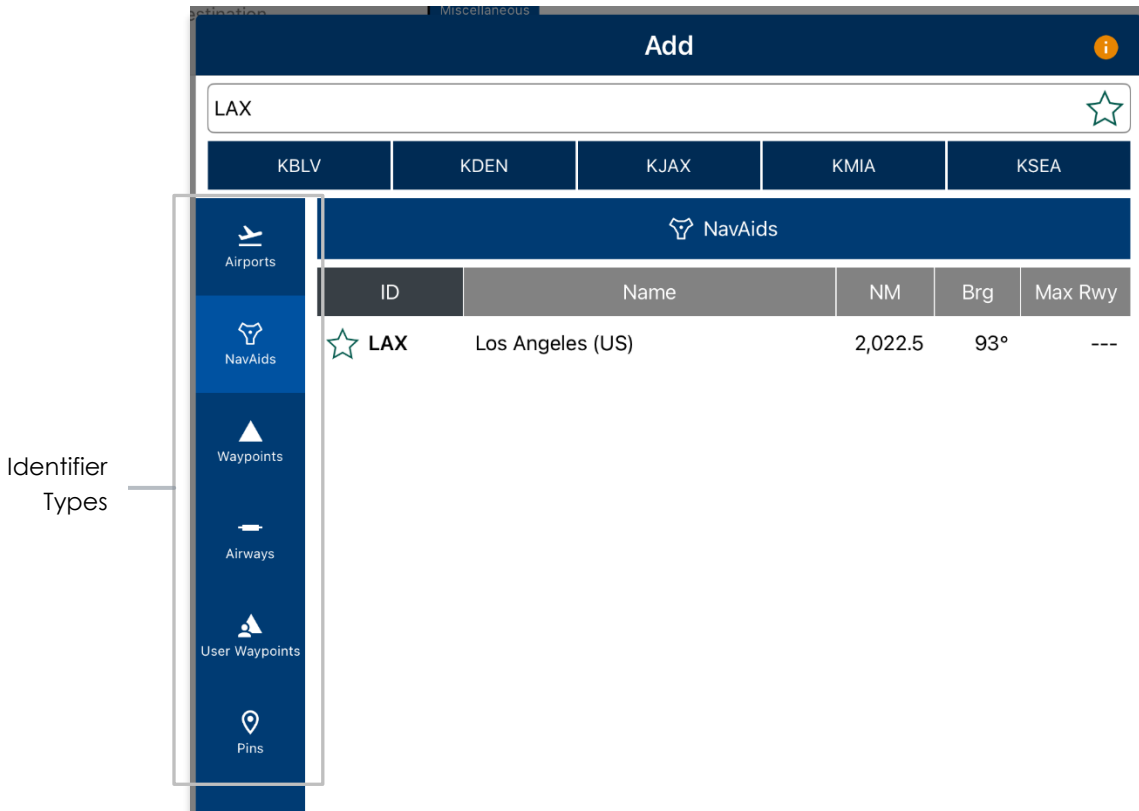 estination
Miscellaneous
Add
i
LAX
KBLV KDEN KJAX KMIA KSEA
Airports
NavAids
Waypoints
Airways
User Waypoints
Pins
NavAids
ID Name NM Brg Max Rwy
LAX Los Angeles (US) 2,022.5 93° ---
Identifier
Types